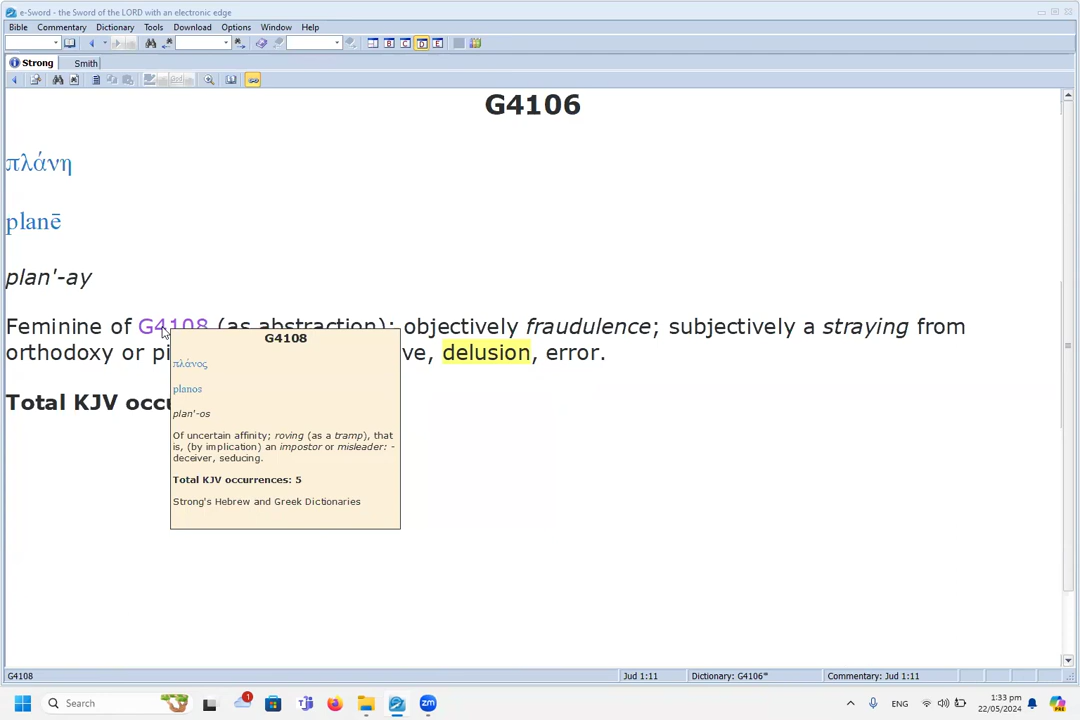 e-Sword - the Sword of the LORD with an electronic edge
Bible Commentary Dictionary Tools Download Options Window Help
B C D E
Strong Smith
G4106
πλάνη
planē
plan'-ay
Feminine of G4108 (as abstraction); objectively fraudulence; subjectively a straying from
orthodoxy or pi ve, delusion, error.
Total KJV occu
G4108
πλάνος
planos
plan'-os
Of uncertain affinity; roving (as a tramp), that
is, (by implication) an impostor or misleader: -
deceiver, seducing.
Total KJV occurrences: 5
Strong's Hebrew and Greek Dictionaries
G4108 Jud 1:11 Dictionary: G4106* Commentary: Jud 1:11
Search 1 ENG 1:33 pm
22/05/2024